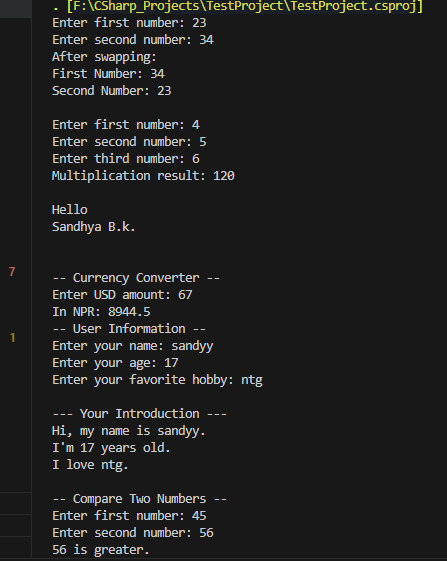 . [F:\CSharp_Projects\TestProject\TestProject.csproj]
Enter first number: 23
Enter second number: 34
After swapping:
First Number: 34
Second Number: 23
Enter first number: 4
Enter second number: 5
Enter third number: 6
Multiplication result: 120
Hello
Sandhya B.k.
7
-- Currency Converter --
Enter USD amount: 67
In NPR: 8944.5
-- User Information --
1
Enter your name: sandyy
Enter your age: 17
Enter your favorite hobby: ntg
--- Your Introduction ---
Hi, my name is sandyy.
I'm 17 years old.
I love ntg.
-- Compare Two Numbers --
Enter first number: 45
Enter second number: 56
56 is greater.